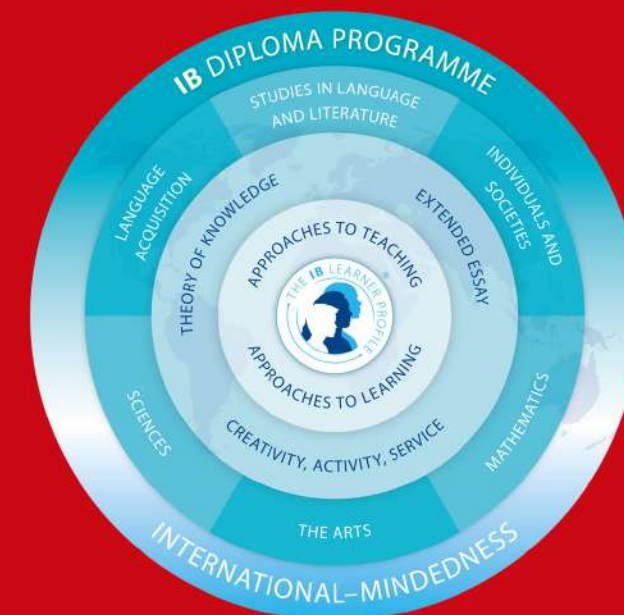 IB DIPLOMA PROGRAMME
STUDIES IN LANGUAGE
AND LITERATURE
LANGUAGE
ACQUISITION
INDIVIDUALS AND
SOCIETIES
THEORY OF KNOWLEDGE
EXTENDED ESSAY
APPROACHES TO TEACHING
THE IB LEARNER PROFILE
APPROACHES TO LEARNING
CREATIVITY, ACTIVITY, SERVICE
SCIENCES
MATHEMATICS
THE ARTS
INTERNATIONAL–MINDEDNESS